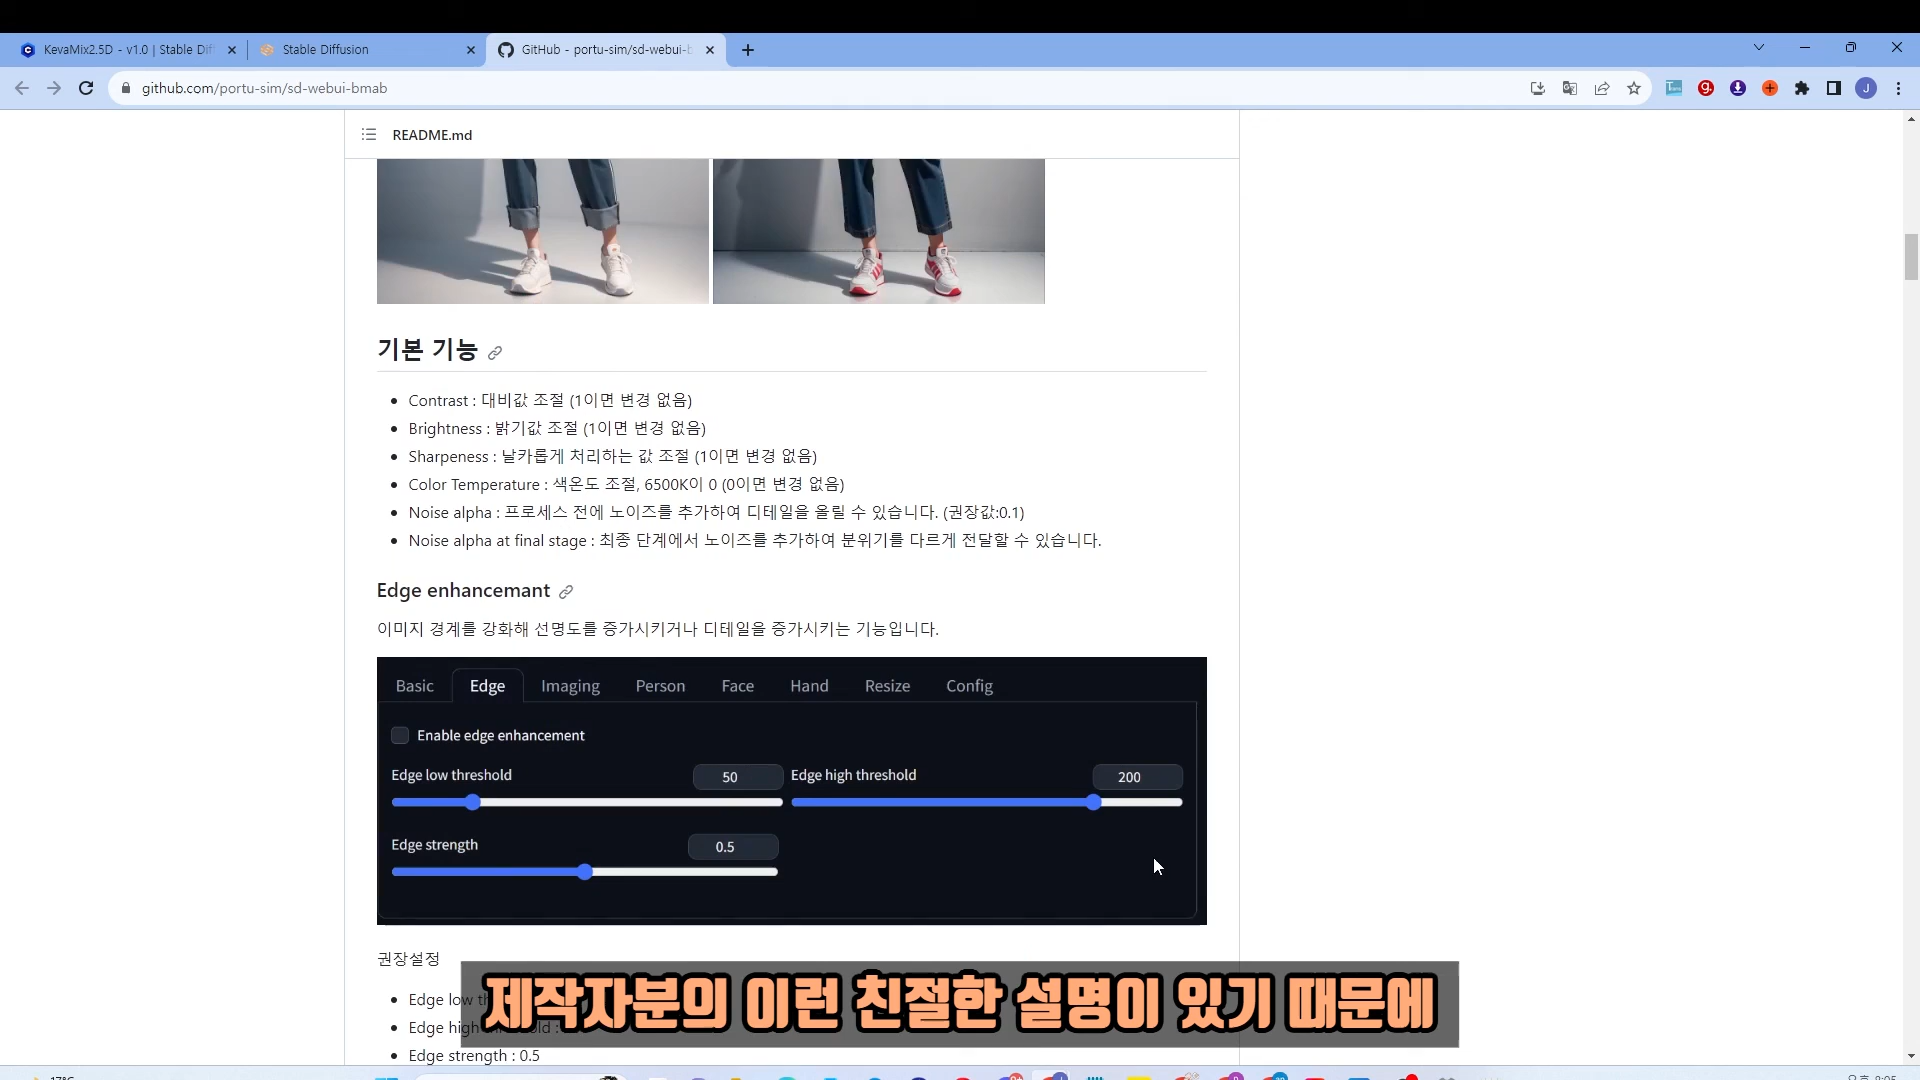 KevaMix2.5D - v1.0 | Stable Dif
Stable Diffusion
GitHub - portu-sim/sd-webui-b
github.com/portu-sim/sd-webui-bmab
J
README.md
기본 기능
Contrast : 대비값 조절 (1이면 변경 없음)
Brightness : 밝기값 조절 (1이면 변경 없음)
Sharpeness : 날카롭게 처리하는 값 조절 (1이면 변경 없음)
Color Temperature : 색온도 조절, 6500K이 0 (0이면 변경 없음)
Noise alpha : 프로세스 전에 노이즈를 추가하여 디테일을 올릴 수 있습니다. (권장값:0.1)
Noise alpha at final stage : 최종 단계에서 노이즈를 추가하여 분위기를 다르게 전달할 수 있습니다.
Edge enhancemant
이미지 경계를 강화해 선명도를 증가시키거나 디테일을 증가시키는 기능입니다.
Basic Edge Imaging Person Face Hand Resize Config
Enable edge enhancement
Edge low threshold 50 Edge high threshold 200
Edge strength 0.5
권장설정
Edge low
Edge high
제작자분의 이런 친절한 설명이 있기 때문에
Edge strength : 0.5